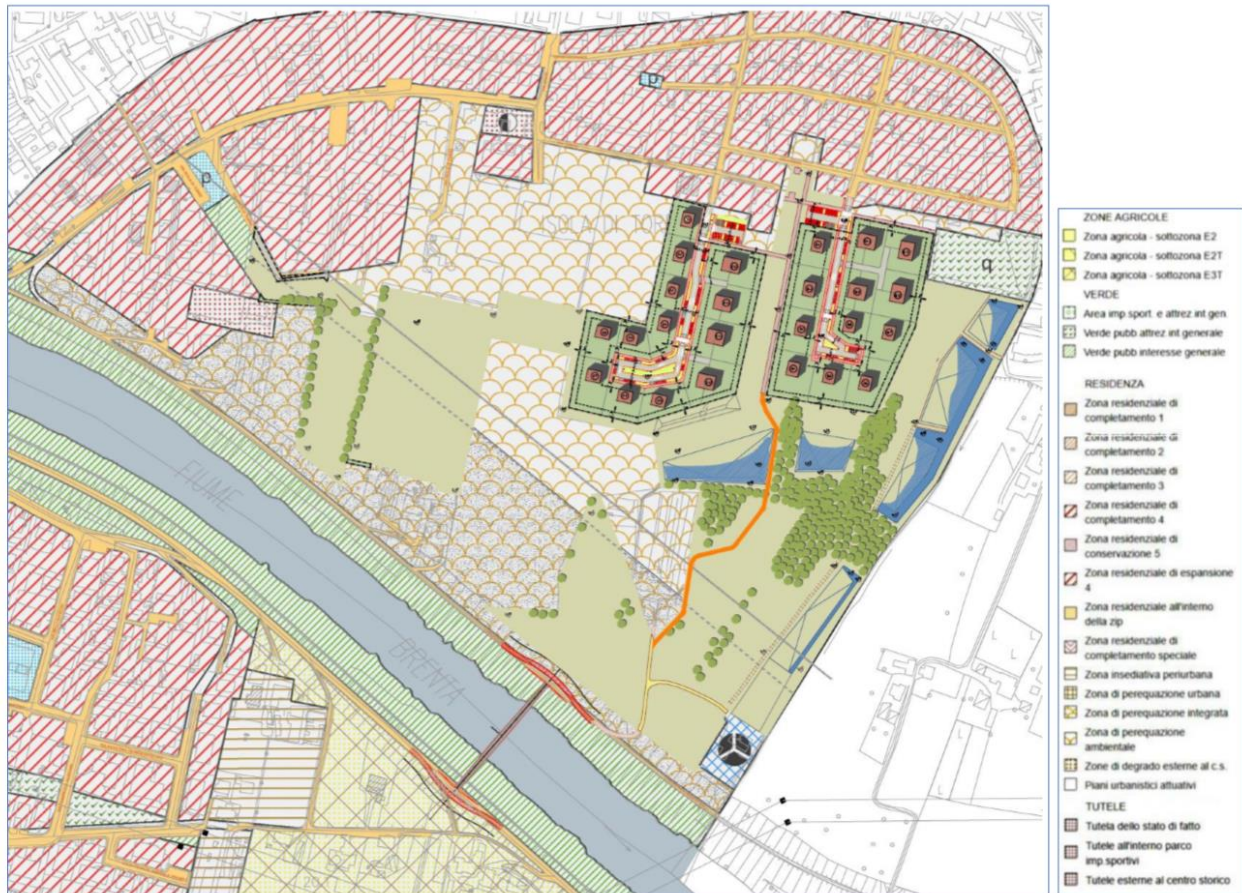 ISOLA DI TOR
FIUME
BRENTA
q
ZONE AGRICOLE
Zona agricola - sottozona E2
Zona agricola - sottozona E2T
Zona agricola - sottozona E3T
VERDE
Area imp sport. e attrez int gen.
Verde pubb attrez int generale
Verde pubb interesse generale
RESIDENZA
Zona residenziale di
completamento 1
Zona residenziale di
completamento 2
Zona residenziale di
completamento 3
Zona residenziale di
completamento 4
Zona residenziale di
conservazione 5
Zona residenziale di espansione
4
Zona residenziale all'interno
della zip
Zona residenziale di
completamento speciale
Zona insediativa periurbana
Zona di perequazione urbana
Zona di perequazione integrata
Zona di perequazione
ambientale
Zone di degrado esterne al c.s.
Piani urbanistici attuativi
TUTELE
Tutela dello stato di fatto
Tutele all'interno parco
imp.sportivi
Tutele esterne al centro storico